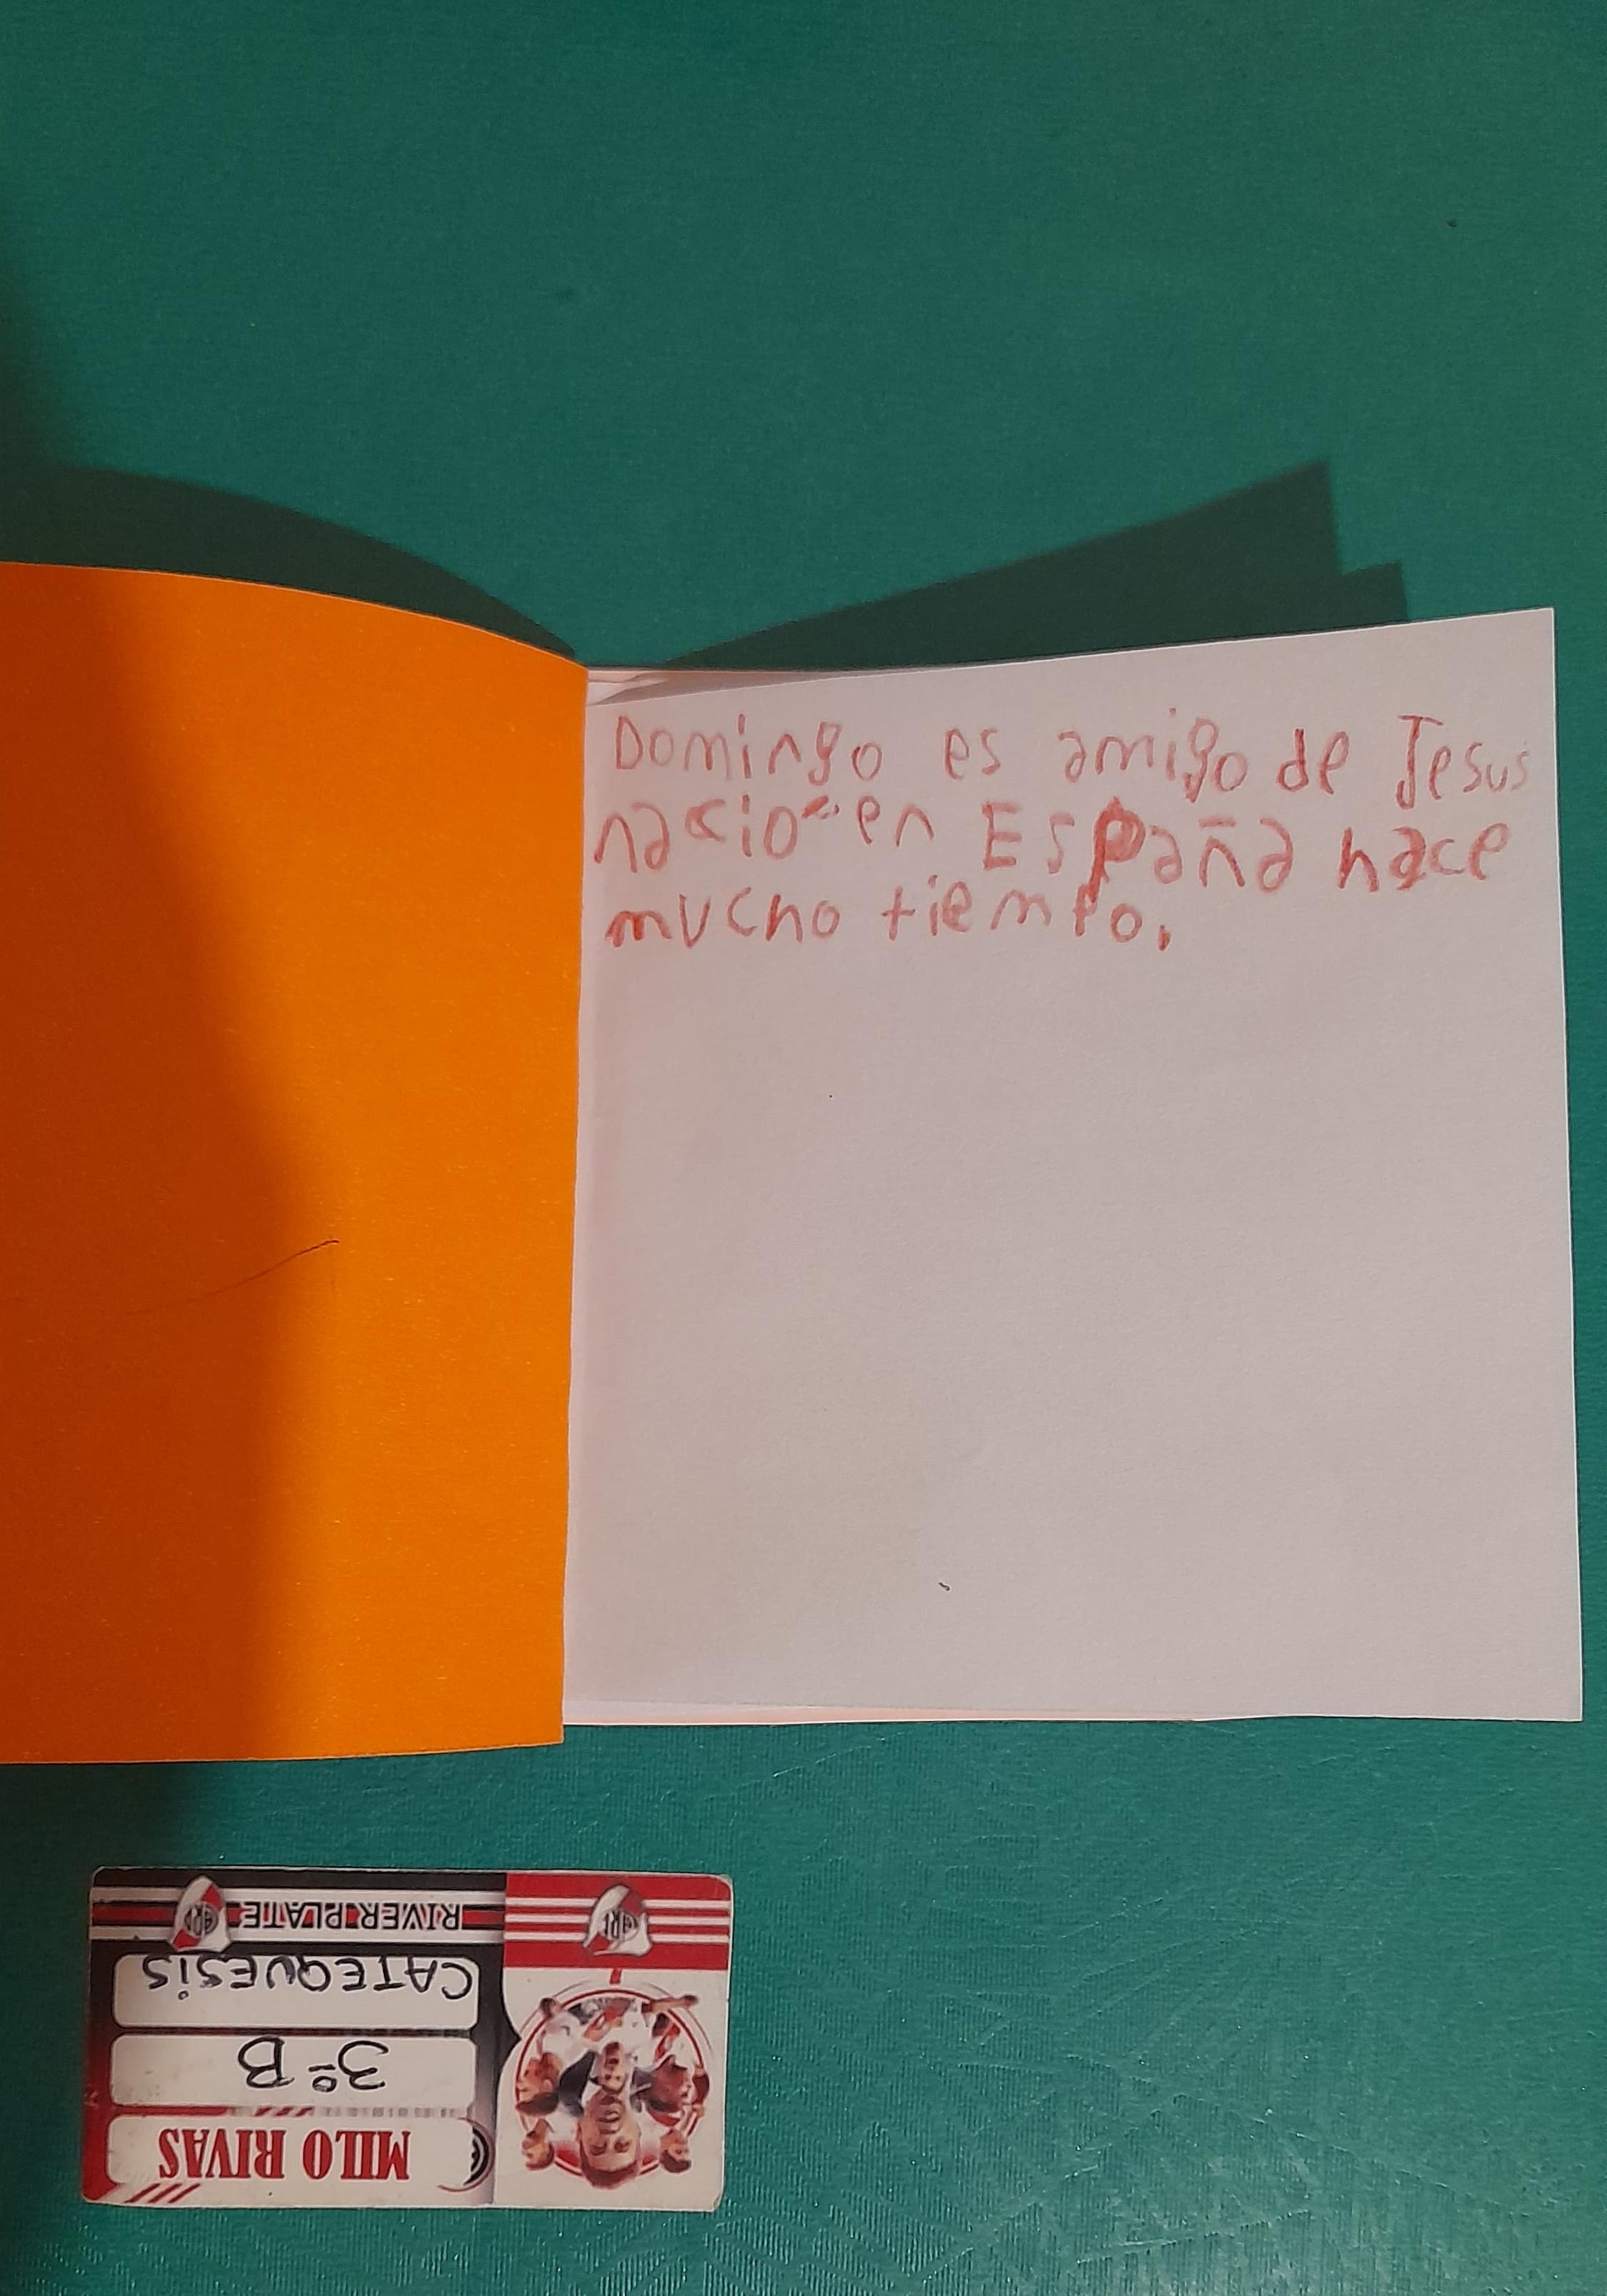 Domingo es amigo de Jesus
nacio en España hace
mucho tiempo.
MILO RIVAS
3º B
CATEQUESIS
RIVER PLATE